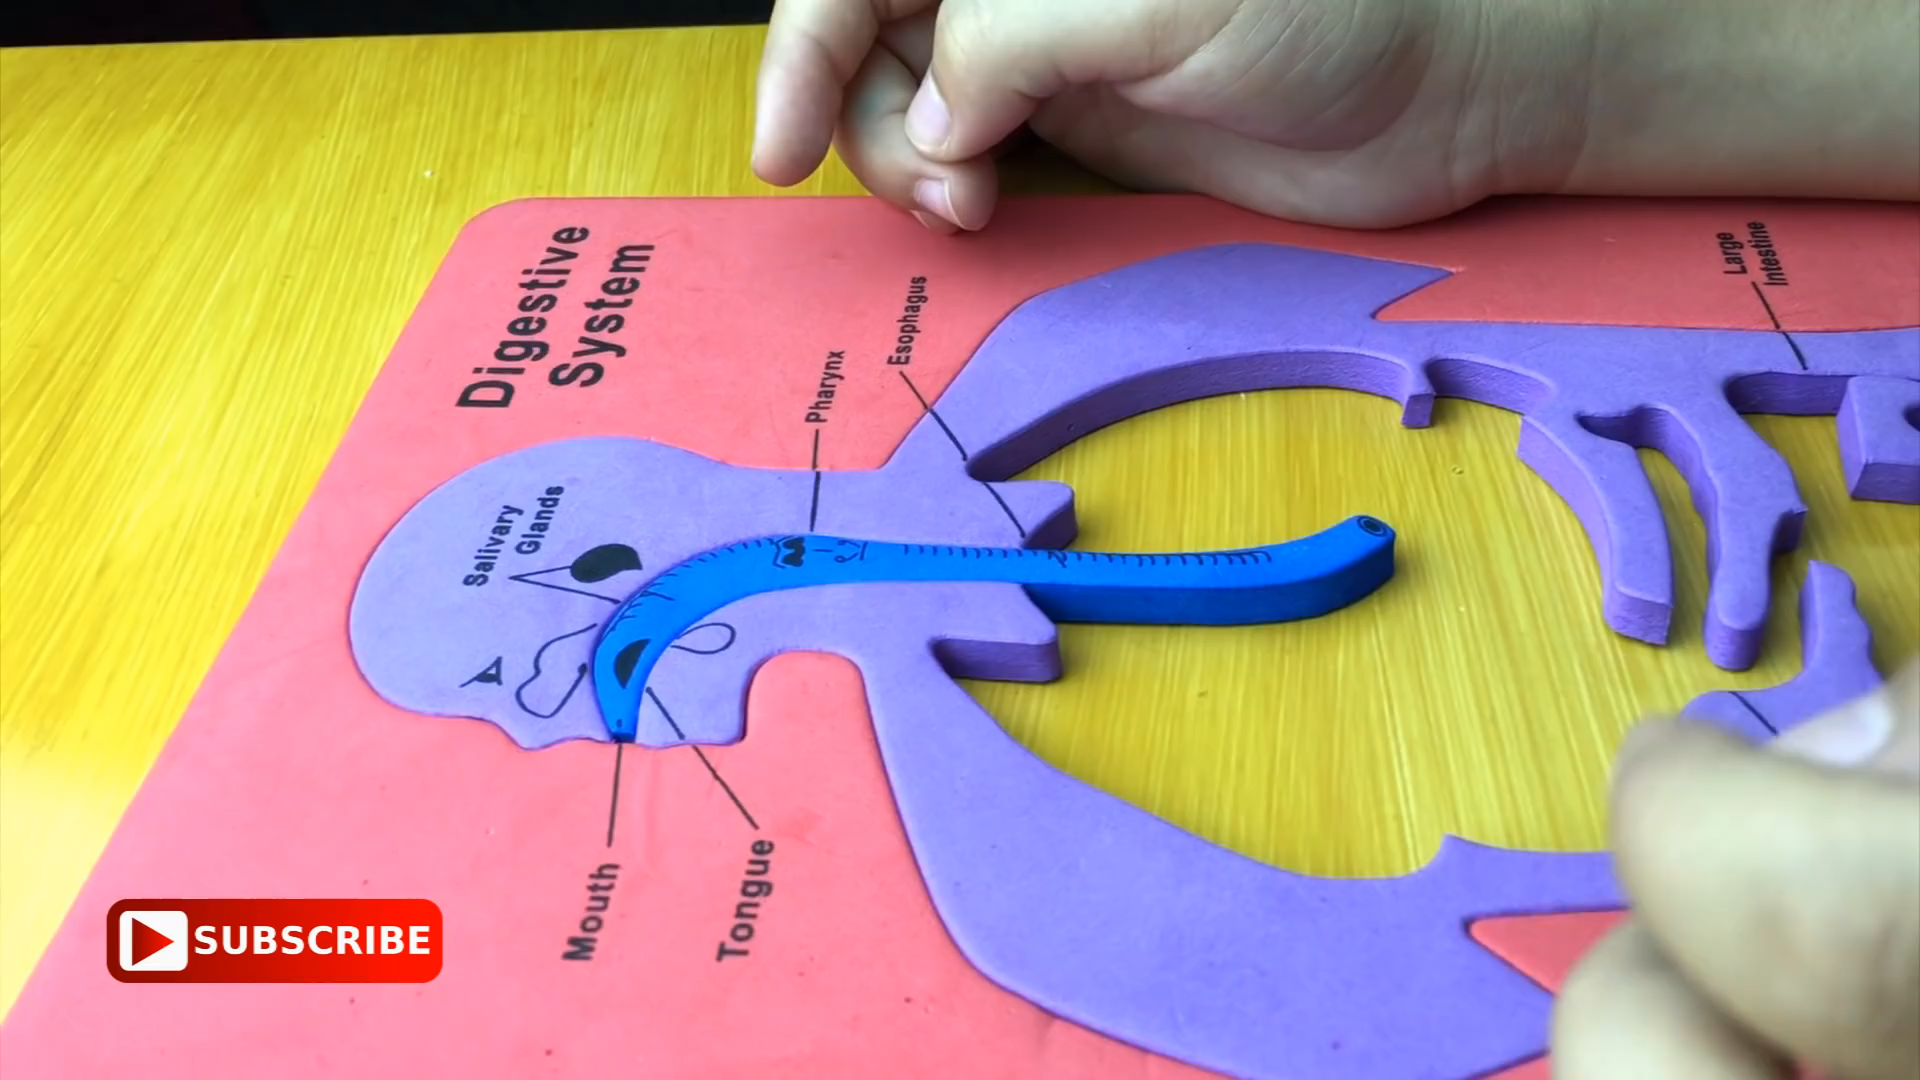 Digestive
System
Salivary
Glands
Pharynx
Esophagus
Large
Intestine
Mouth
Tongue
SUBSCRIBE